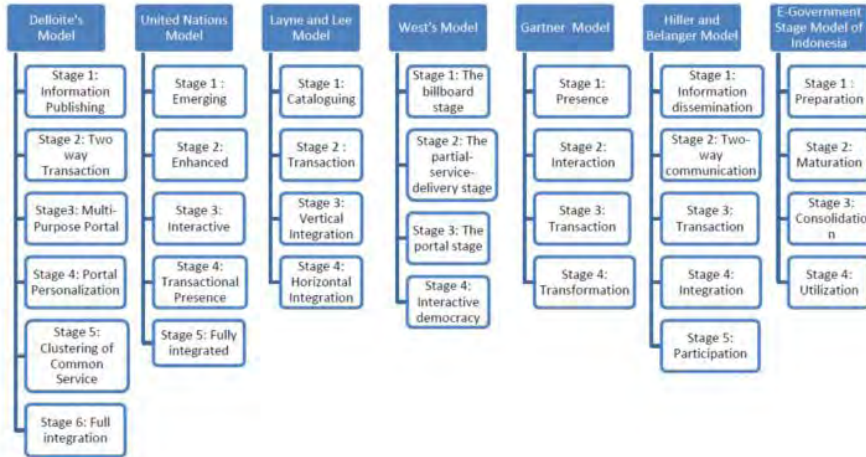 Delloite's
Model
Stage 1:
Information
Publishing
Stage 2: Two
way
Transaction
Stage3: Multi-
Purpose Portal
Stage 4: Portal
Personalization
Stage 5:
Clustering of
Common
Service
Stage 6: Full
integration
United Nations
Model
Stage 1 :
Emerging
Stage 2:
Enhanced
Stage 3:
Interactive
Stage 4:
Transactional
Presence
Stage 5: Fully
integrated
Layne and Lee
Model
Stage 1:
Cataloguing
Stage 2 :
Transaction
Stage 3:
Vertical
Integration
Stage 4:
Horizontal
Integration
West's Model
Stage 1: The
billboard
stage
Stage 2: The
partial-
service-
delivery stage
Stage 3: The
portal stage
Stage 4:
Interactive
democracy
Gartner Model
Stage 1:
Presence
Stage 2:
Interaction
Stage 3:
Transaction
Stage 4:
Transformation
Hiller and
Belanger Model
Stage 1:
Information
dissemination
Stage 2: Two-
way
communication
Stage 3:
Transaction
Stage 4:
Integration
Stage 5:
Participation
E-Government
Stage Model of
Indonesia
Stage 1 :
Preparation
Stage 2:
Maturation
Stage 3:
Consolidatio
n
Stage 4:
Utilization